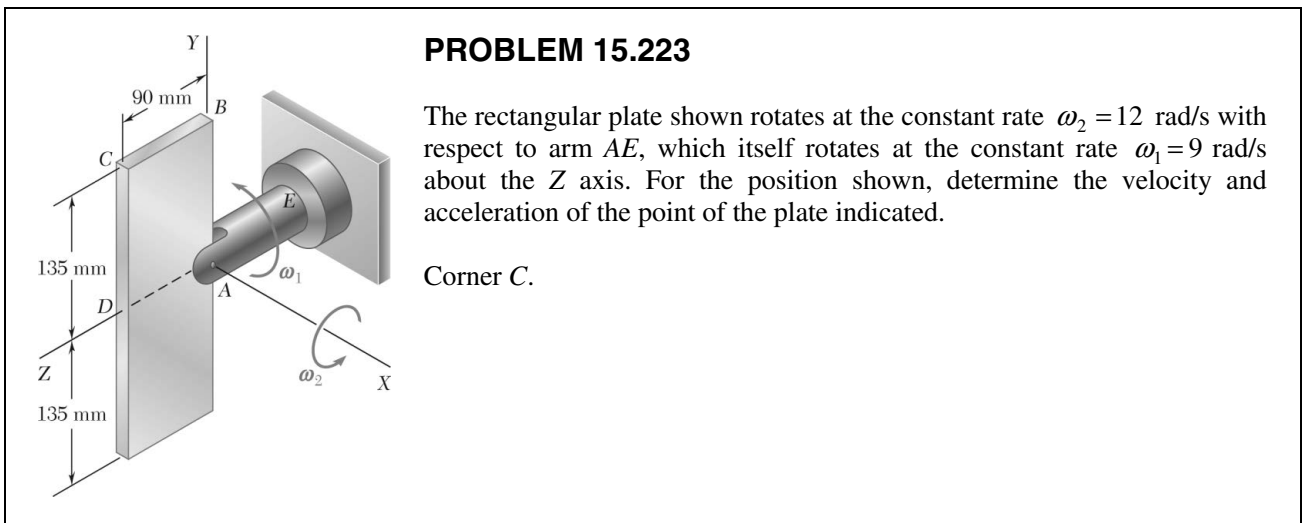 PROBLEM 15.223
The rectangular plate shown rotates at the constant rate ω₂ = 12 rad/s with
respect to arm AE, which itself rotates at the constant rate ω₁ = 9 rad/s
about the Z axis. For the position shown, determine the velocity and
acceleration of the point of the plate indicated.
Corner C.
Y
90 mm
B
C
E
135 mm
ω₁
A
D
Z
ω₂
X
135 mm